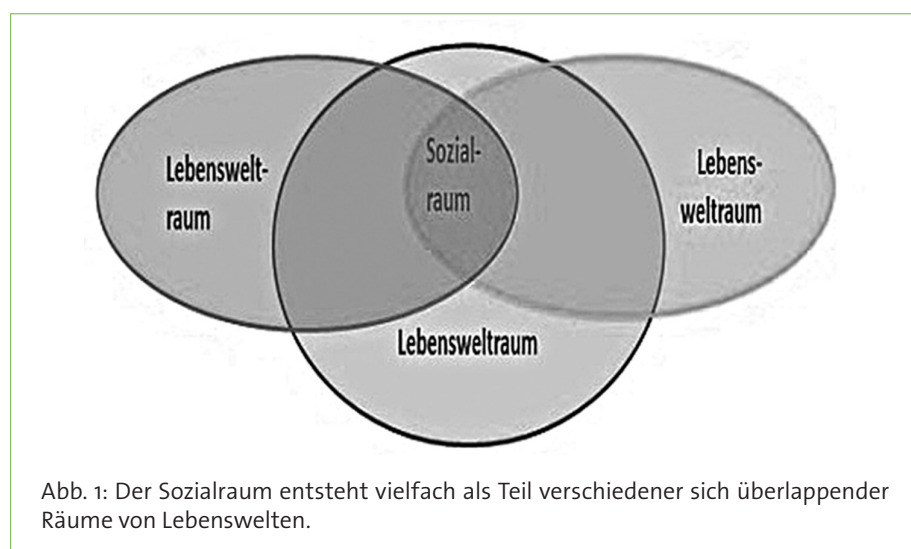 Lebenswelt-
raum
Sozial-
raum
Lebens-
weltraum
Lebensweltraum
Abb. 1: Der Sozialraum entsteht vielfach als Teil verschiedener sich überlappender
Räume von Lebenswelten.